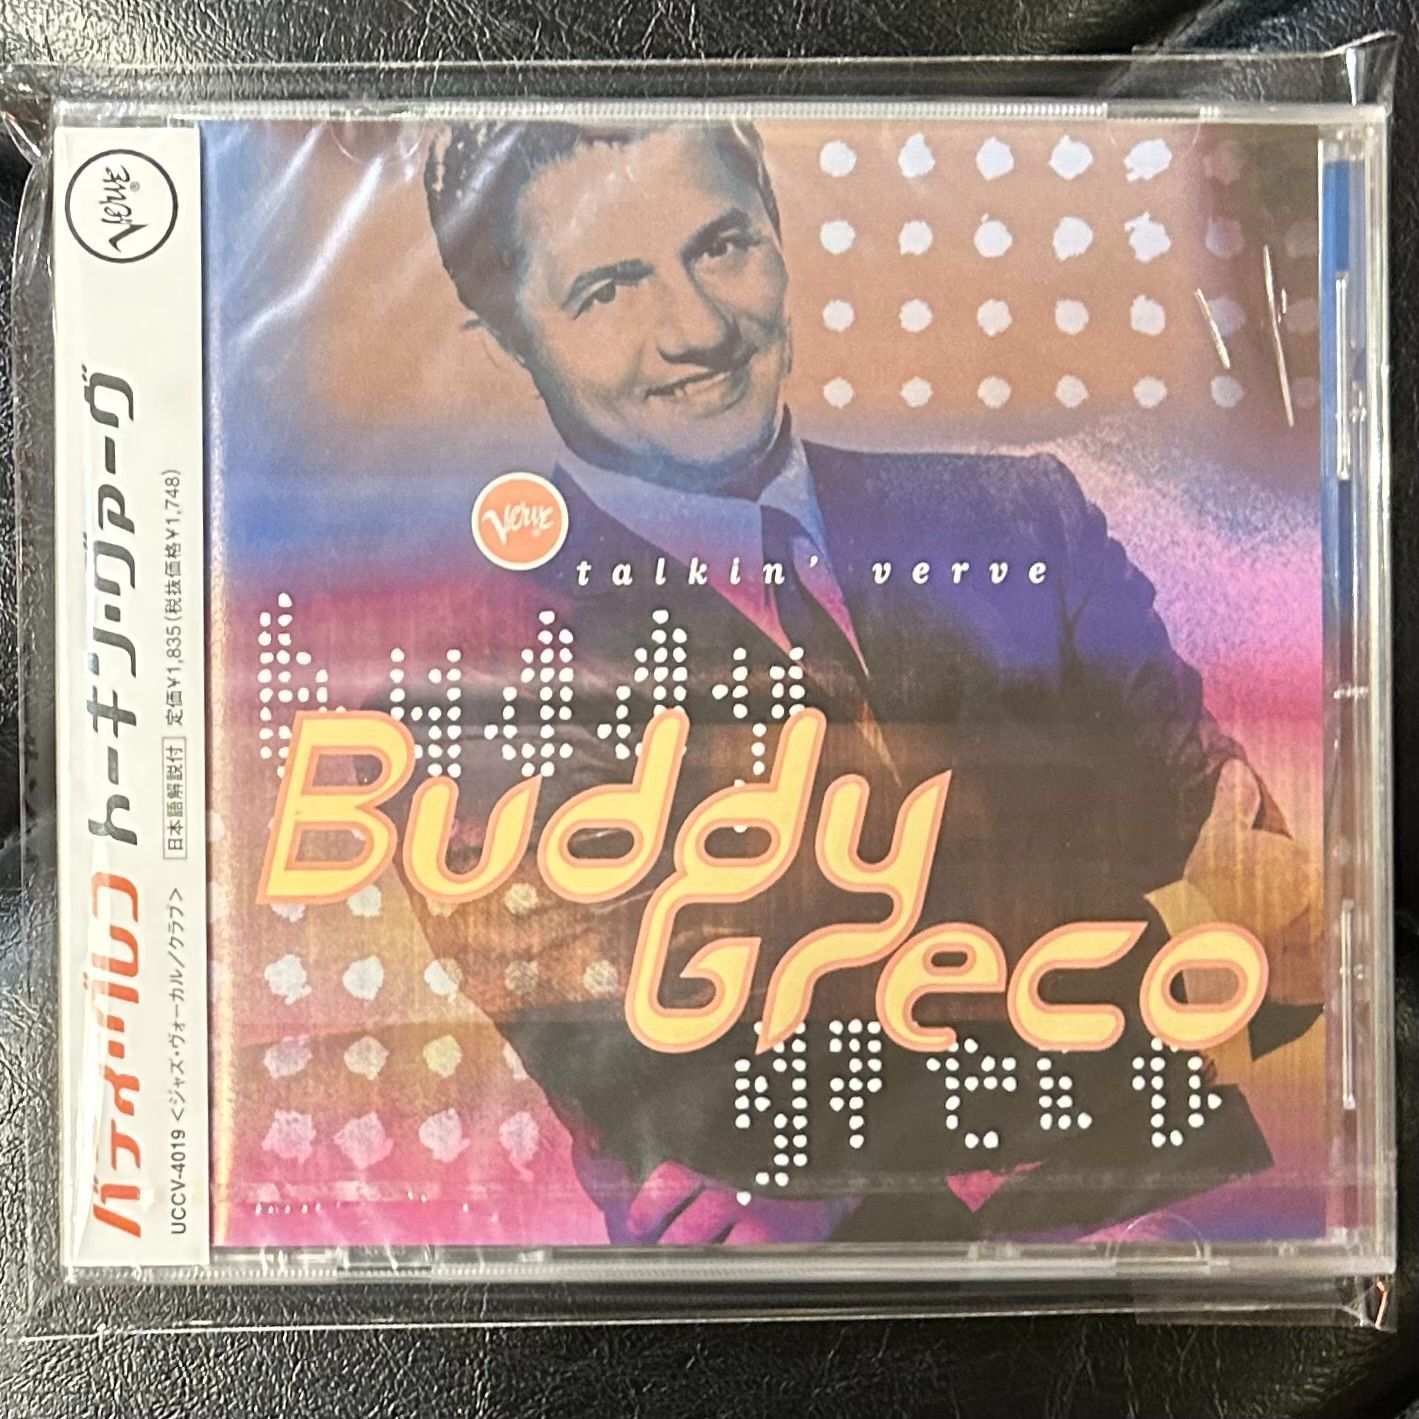 Verve
バディ・グレコ トーキン・ヴァーヴ
UCCV-4019 <ジャズ・ヴォーカル/クラブ> 日本語解説付 定価¥1,835(税抜価格¥1,748)
Verve
talkin' verve
buddy
Buddy
Greco
greco